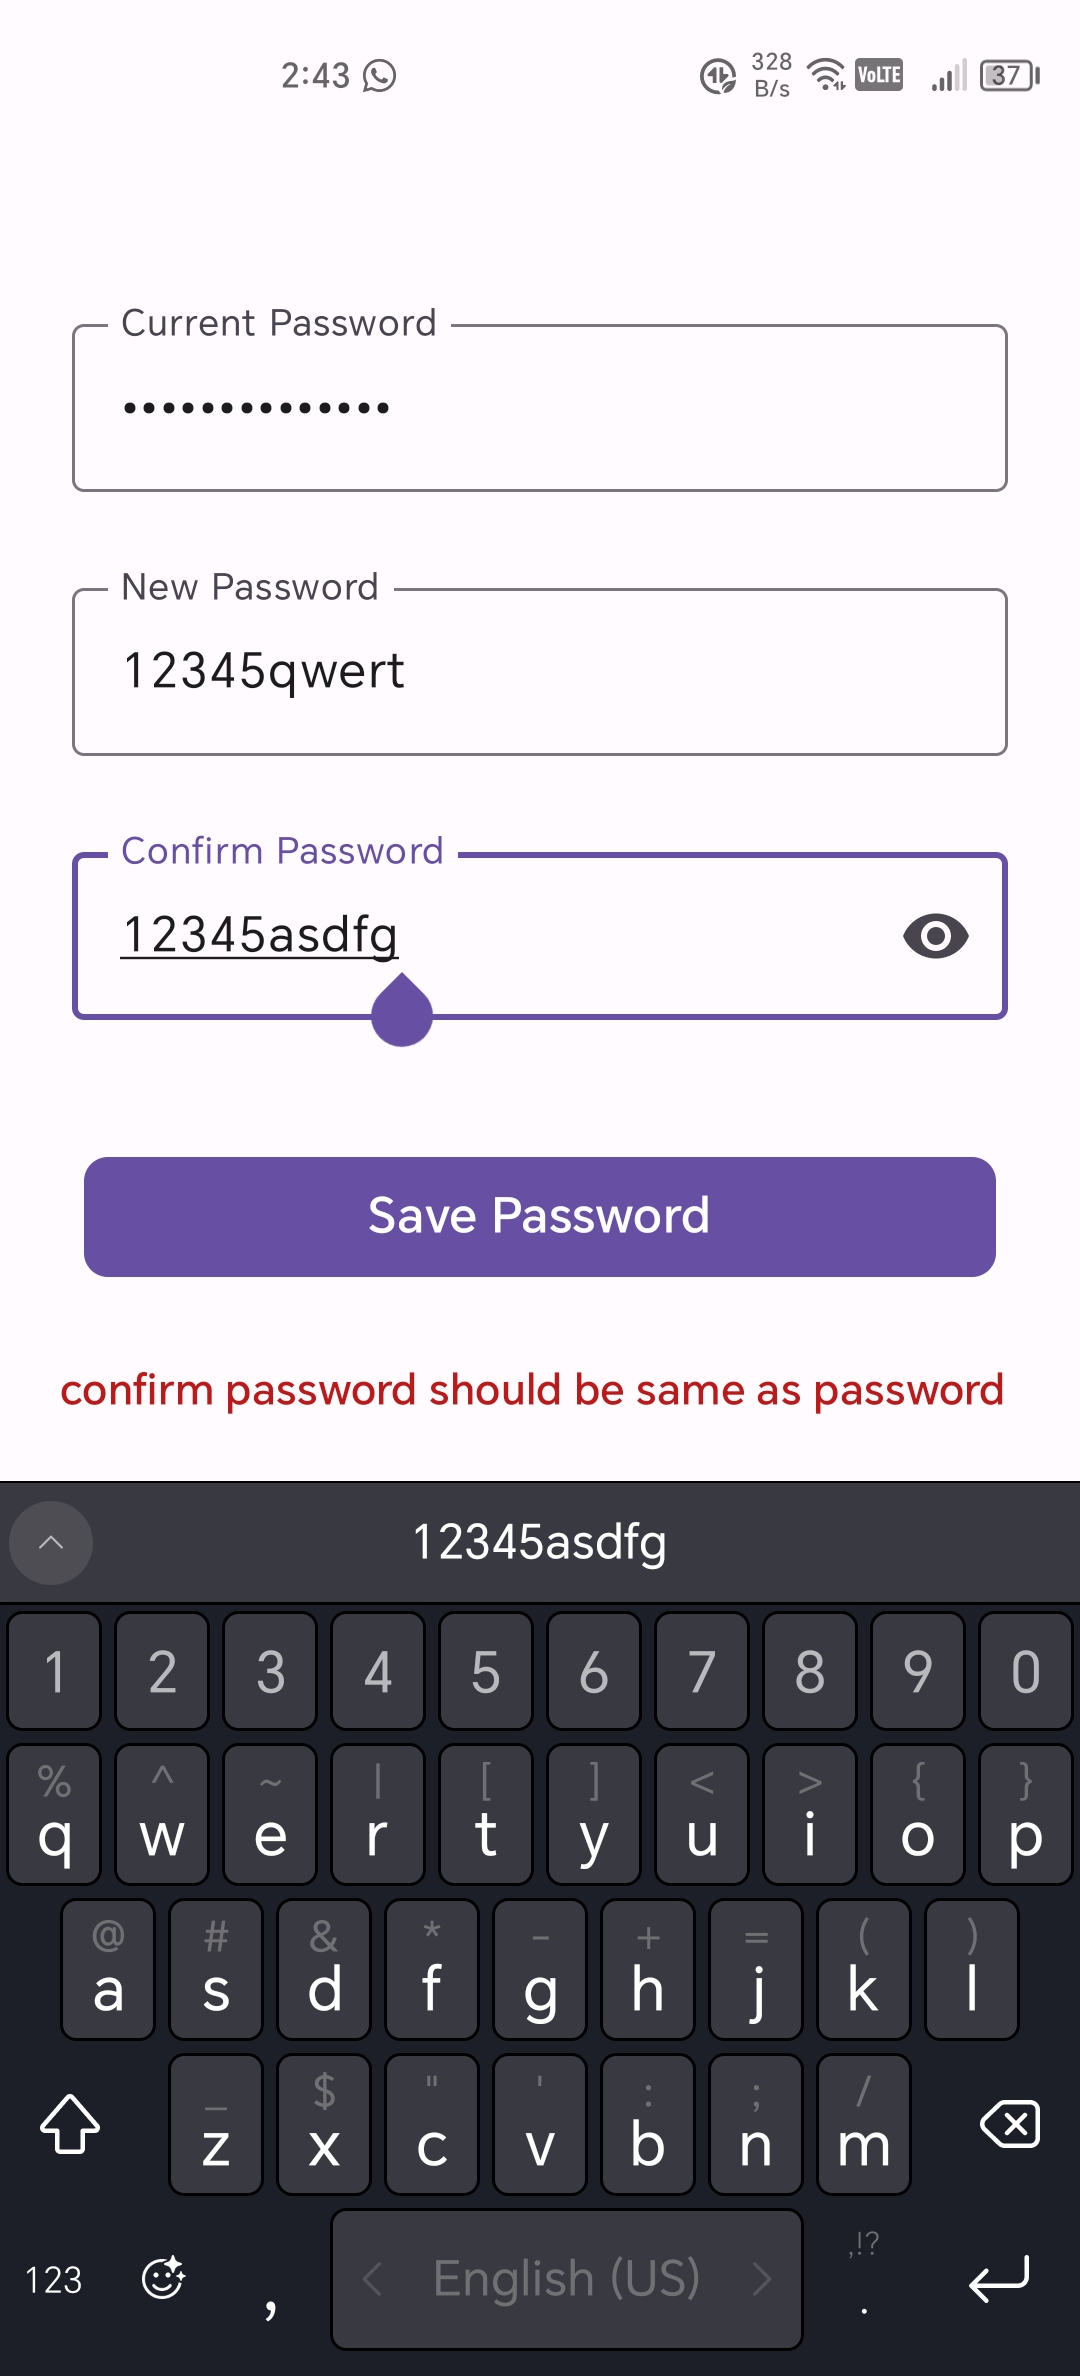 2:43 328 B/s VoLTE 37
Current Password
••••••••••••••
New Password
12345qwert
Confirm Password
12345asdfg
Save Password
confirm password should be same as password
12345asdfg
1 2 3 4 5 6 7 8 9 0
% ^ ~ | [ ] < > { }
q w e r t y u i o p
@ # & * - + = ( )
a s d f g h j k l
_ $ " ' : ; /
z x c v b n m
,!?
123 , English (US) .